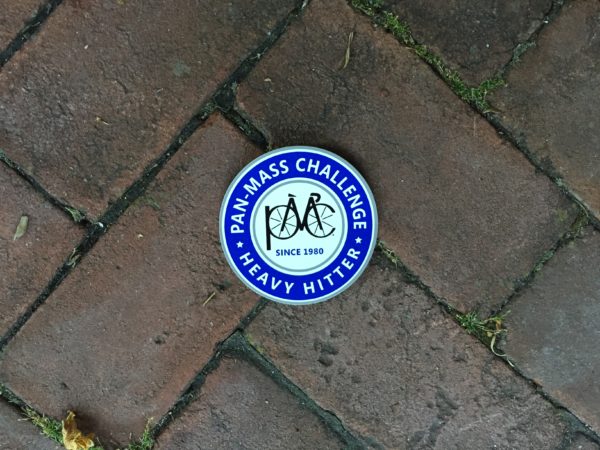 PAN-MASS CHALLENGE
PMC
SINCE 1980
HEAVY HITTER